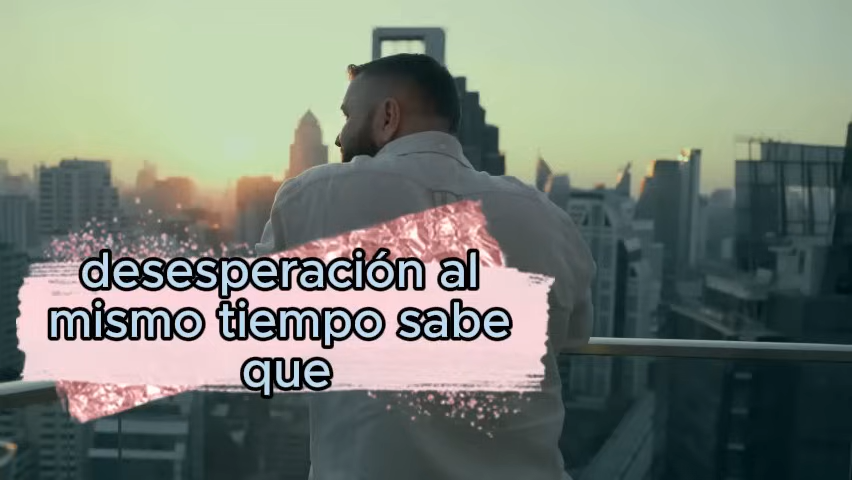 desesperación al
mismo tiempo sabe
que